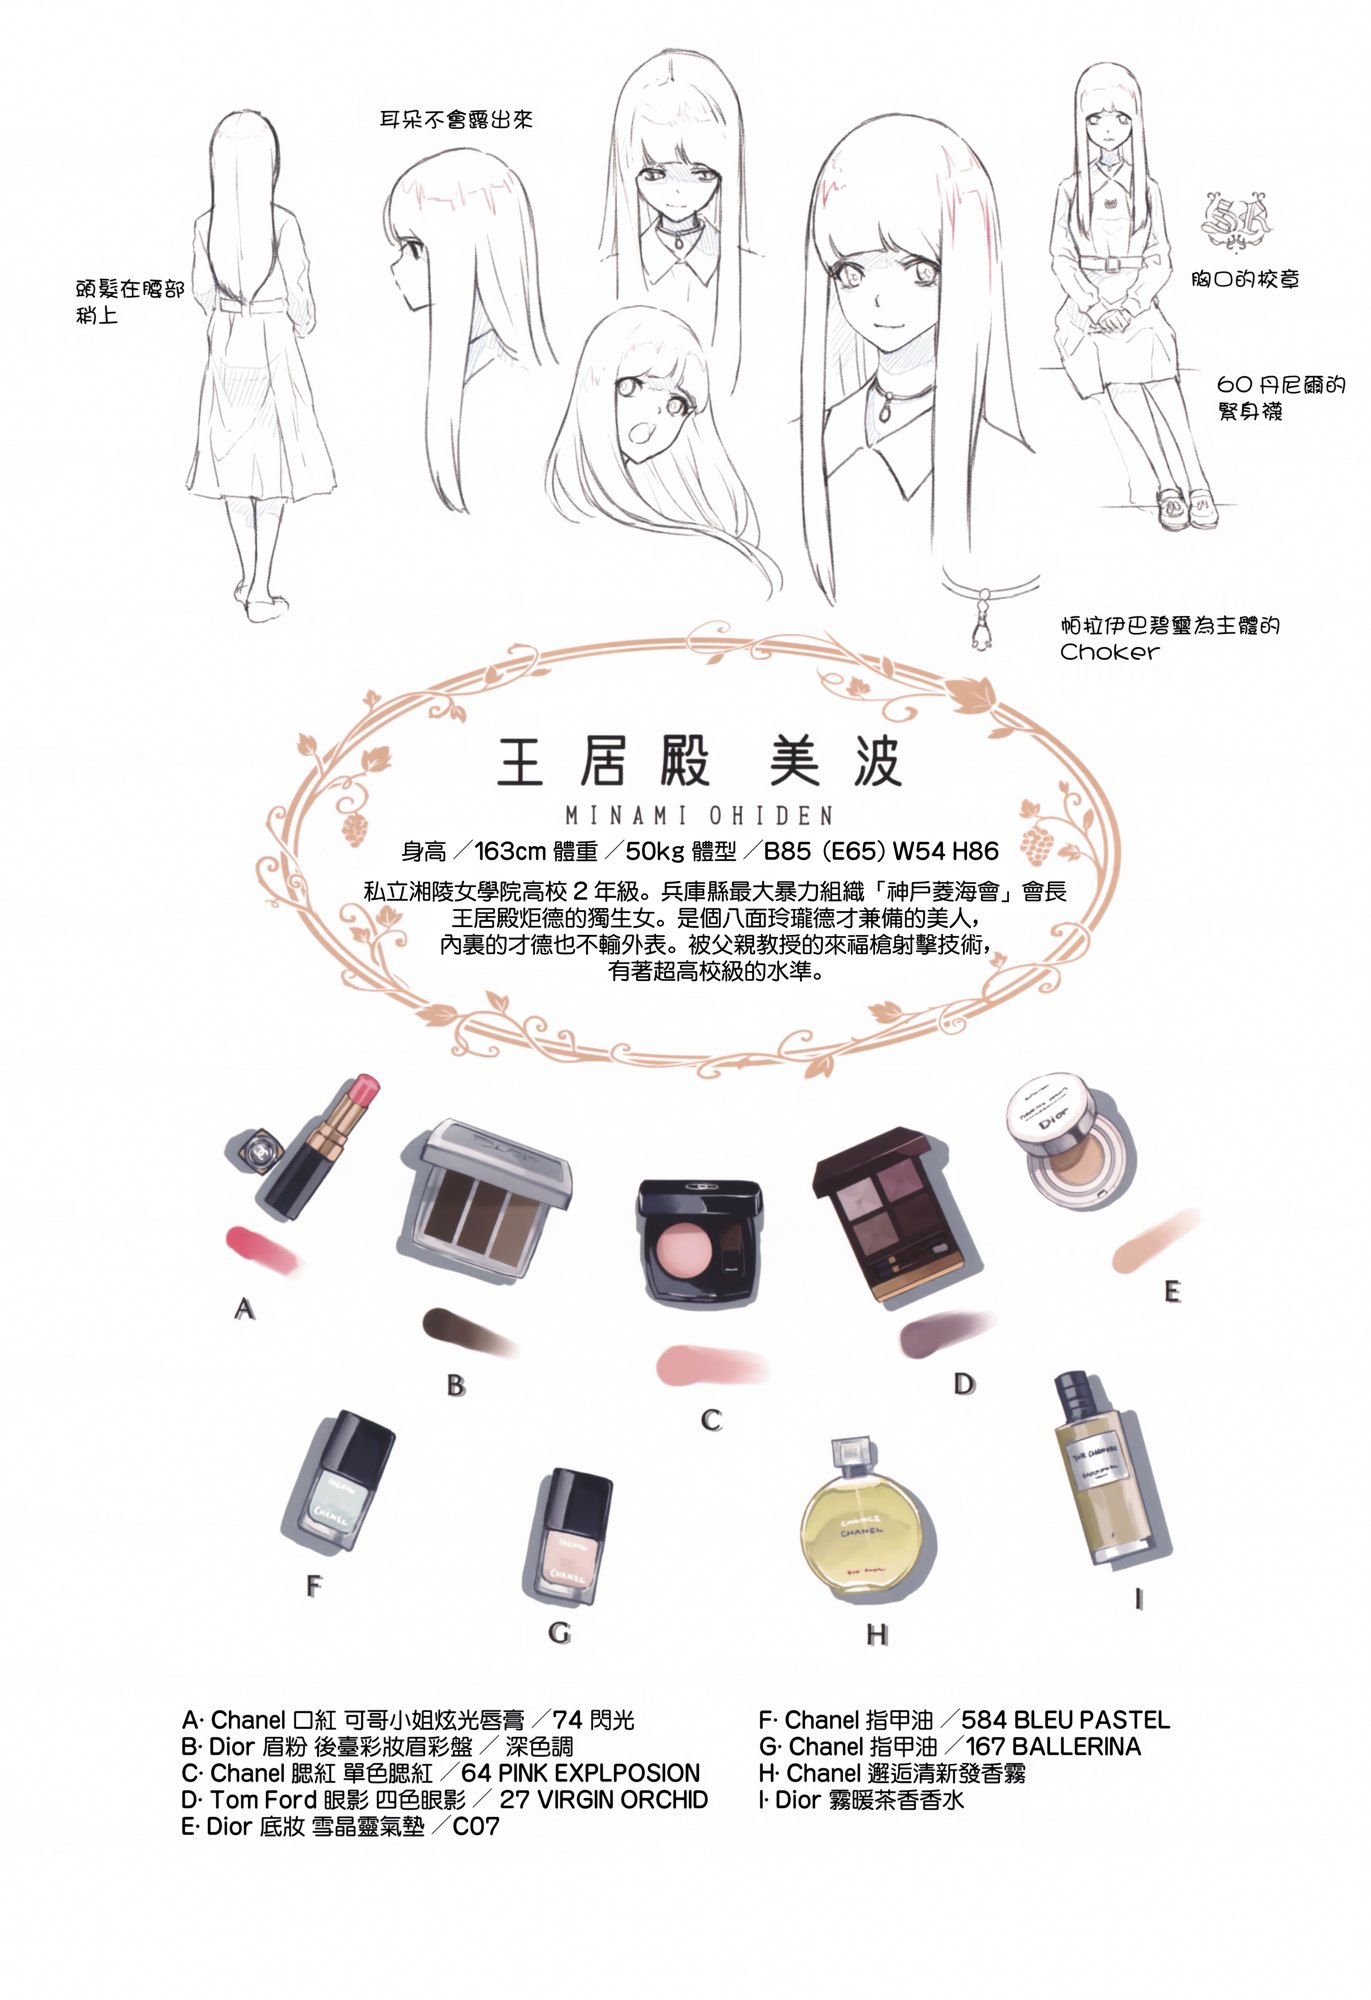 耳朵不會露出來
頭髮在腰部
稍上
SR
胸口的校章
60 丹尼爾的
緊身襪
帕拉伊巴碧璽為主體的
Choker
王居殿 美波
MINAMI OHIDEN
身高／163cm 體重／50kg 體型／B85（E65）W54 H86
私立湘陵女學院高校 2 年級。兵庫縣最大暴力組織「神戶菱海會」會長
王居殿炬德的獨生女。是個八面玲瓏德才兼備的美人，
內裏的才德也不輸外表。被父親教授的來福槍射擊技術，
有著超高校級的水準。
Dior
Dior
A
B
C
D
E
CHANEL
CHANEL
CHANCE
CHANEL
F
G
H
I
A· Chanel 口紅 可哥小姐炫光唇膏／74 閃光
B· Dior 眉粉 後臺彩妝眉彩盤／ 深色調
C· Chanel 腮紅 單色腮紅／64 PINK EXPLPOSION
D· Tom Ford 眼影 四色眼影／ 27 VIRGIN ORCHID
E· Dior 底妝 雪晶靈氣墊／C07
F· Chanel 指甲油／584 BLEU PASTEL
G· Chanel 指甲油／167 BALLERINA
H· Chanel 邂逅清新發香霧
I· Dior 霧暖茶香香水